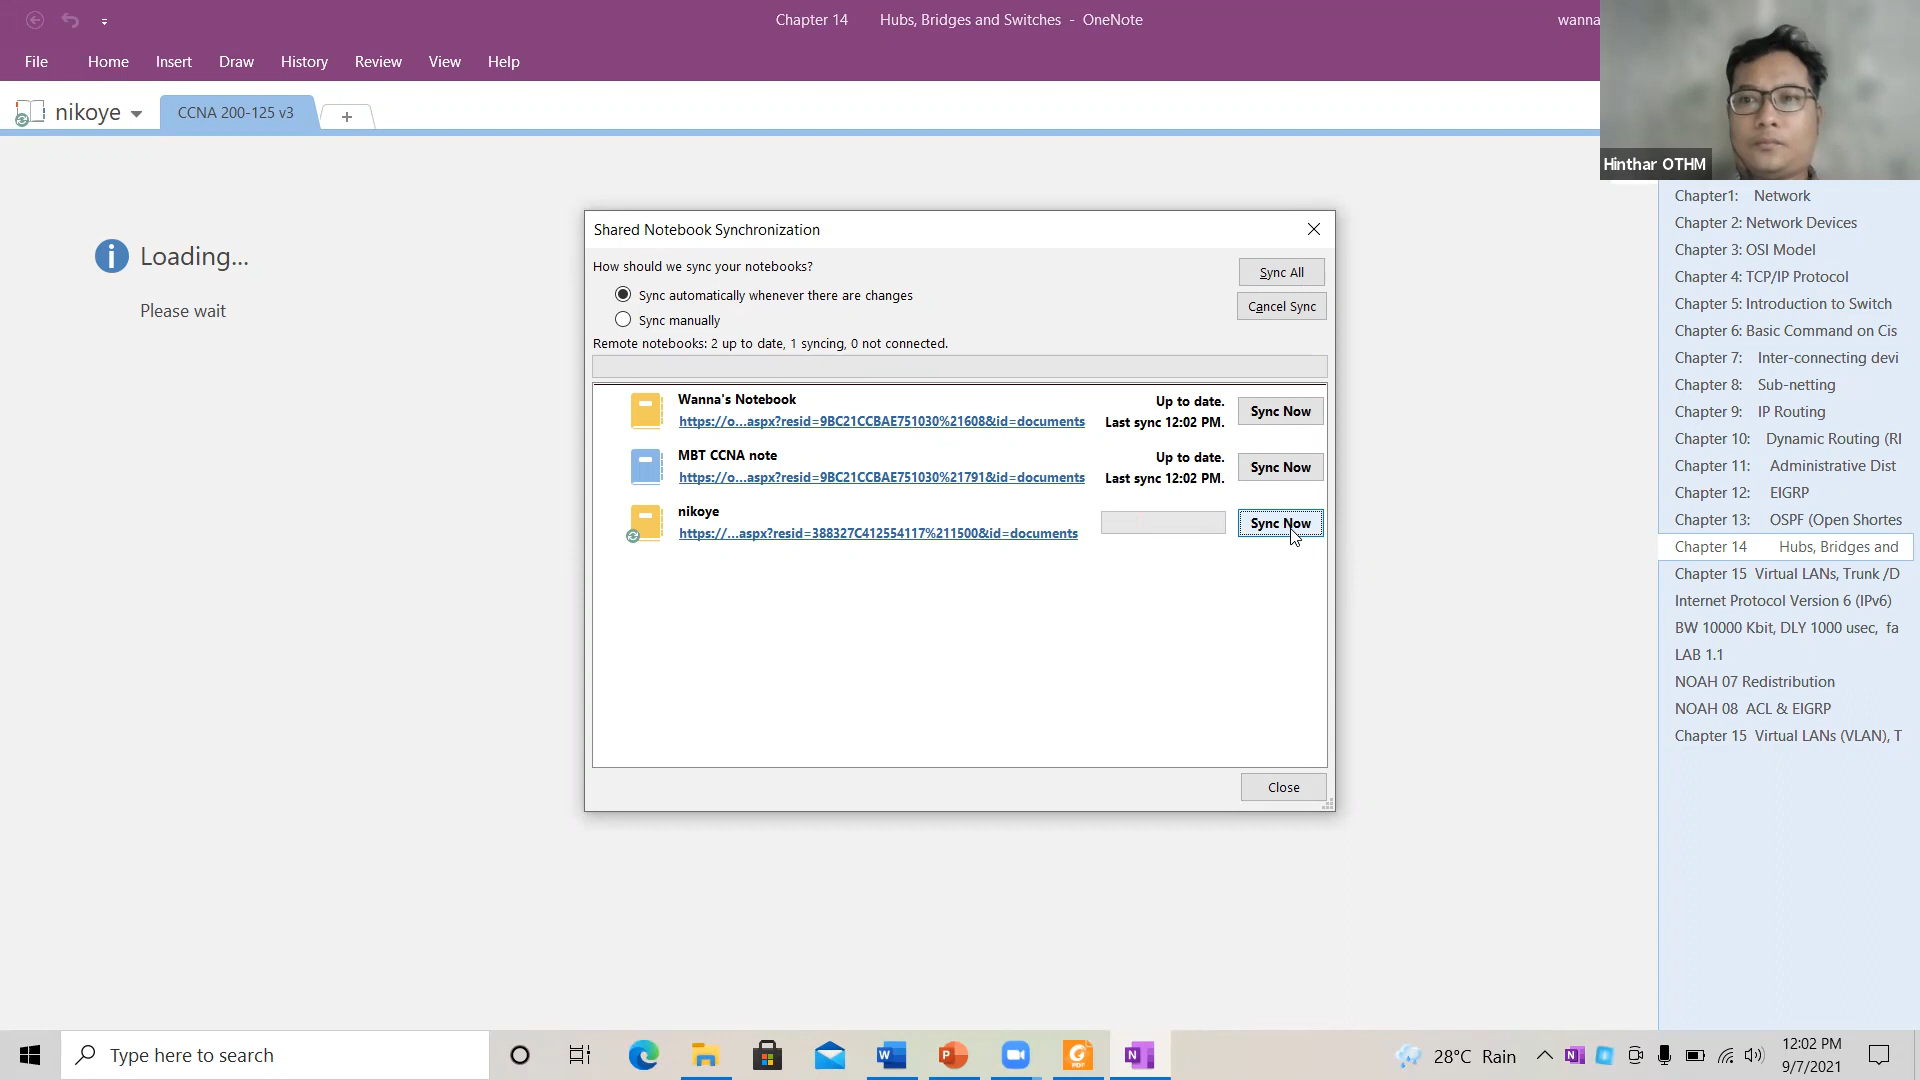 Chapter 14 Hubs, Bridges and Switches - OneNote
wanna
File Home Insert Draw History Review View Help
nikoye
CCNA 200-125 v3
+
Hinthar OTHM
Loading...
Please wait
Shared Notebook Synchronization
How should we sync your notebooks?
Sync automatically whenever there are changes
Sync manually
Sync All
Cancel Sync
Remote notebooks: 2 up to date, 1 syncing, 0 not connected.
Wanna's Notebook
https://o...aspx?resid=9BC21CCBAE751030%21608&id=documents
Up to date.
Last sync 12:02 PM.
Sync Now
MBT CCNA note
https://o...aspx?resid=9BC21CCBAE751030%21791&id=documents
Up to date.
Last sync 12:02 PM.
Sync Now
nikoye
https://...aspx?resid=388327C412554117%211500&id=documents
Sync Now
Close
Chapter1: Network
Chapter 2: Network Devices
Chapter 3: OSI Model
Chapter 4: TCP/IP Protocol
Chapter 5: Introduction to Switch
Chapter 6: Basic Command on Cis
Chapter 7: Inter-connecting devi
Chapter 8: Sub-netting
Chapter 9: IP Routing
Chapter 10: Dynamic Routing (RI
Chapter 11: Administrative Dist
Chapter 12: EIGRP
Chapter 13: OSPF (Open Shortes
Chapter 14 Hubs, Bridges and
Chapter 15 Virtual LANs, Trunk /D
Internet Protocol Version 6 (IPv6)
BW 10000 Kbit, DLY 1000 usec, fa
LAB 1.1
NOAH 07 Redistribution
NOAH 08 ACL & EIGRP
Chapter 15 Virtual LANs (VLAN), T
Type here to search
28°C Rain
12:02 PM
9/7/2021